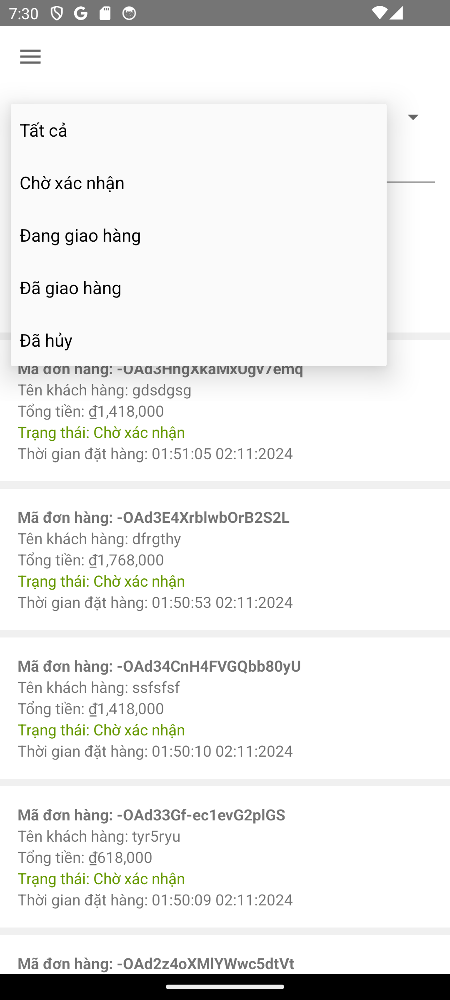 7:30
Tất cả
Chờ xác nhận
Đang giao hàng
Đã giao hàng
Đã hủy
Mã đơn hàng: -OAd3HngXkaMxUgv7emq
Tên khách hàng: gdsdgsg
Tổng tiền: ₫1,418,000
Trạng thái: Chờ xác nhận
Thời gian đặt hàng: 01:51:05 02:11:2024
Mã đơn hàng: -OAd3E4XrblwbOrB2S2L
Tên khách hàng: dfrgthy
Tổng tiền: ₫1,768,000
Trạng thái: Chờ xác nhận
Thời gian đặt hàng: 01:50:53 02:11:2024
Mã đơn hàng: -OAd34CnH4FVGQbb80yU
Tên khách hàng: ssfsfsf
Tổng tiền: ₫1,418,000
Trạng thái: Chờ xác nhận
Thời gian đặt hàng: 01:50:10 02:11:2024
Mã đơn hàng: -OAd33Gf-ec1evG2plGS
Tên khách hàng: tyr5ryu
Tổng tiền: ₫618,000
Trạng thái: Chờ xác nhận
Thời gian đặt hàng: 01:50:09 02:11:2024
Mã đơn hàng: -OAd2z4oXMlYWwc5dtVt